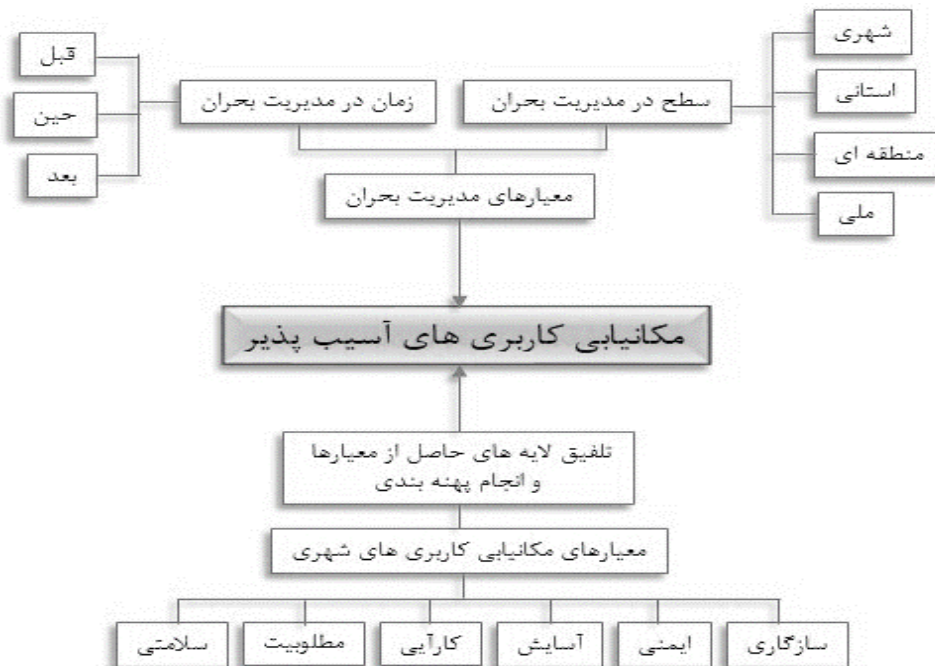 شهری
قبل
سطح در مدیریت بحران
زمان در مدیریت بحران
استانی
حین
منطقه ای
بعد
معیارهای مدیریت بحران
ملی
مکانیابی کاربری های آسیب پذیر
تلفیق لایه های حاصل از معیارها
و انجام پهنه بندی
معیارهای مکانیابی کاربری های شهری
سازگاری
ایمنی
آسایش
کارآیی
مطلوبیت
سلامتی